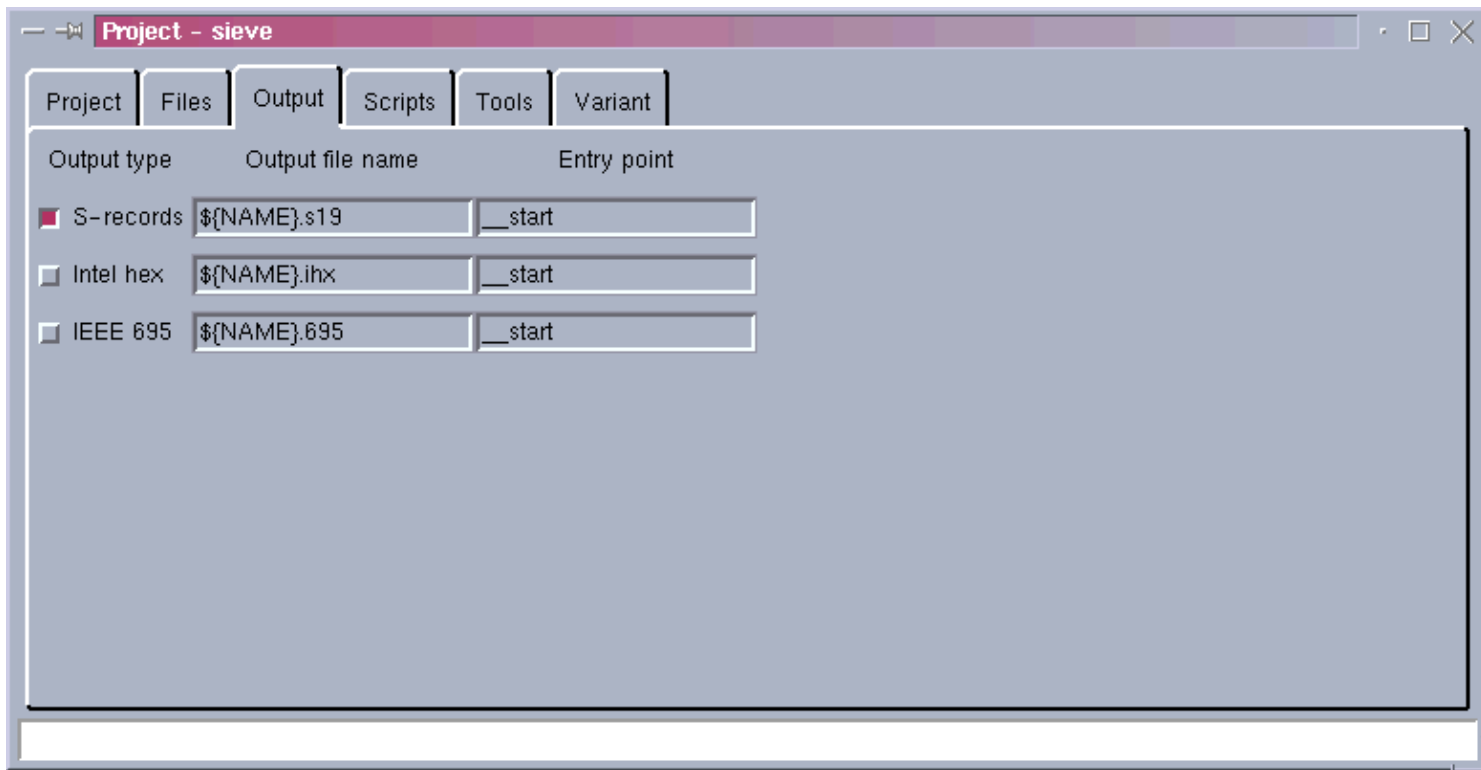 Project - sieve
Project Files Output Scripts Tools Variant
Output type Output file name Entry point
S-records ${NAME}.s19 __start
Intel hex ${NAME}.ihx __start
IEEE 695 ${NAME}.695 __start